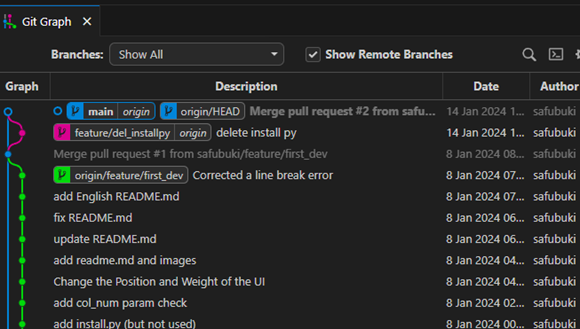 Git Graph
Branches: Show All Show Remote Branches
Graph Description Date Author
main origin origin/HEAD Merge pull request #2 from safu... 14 Jan 2024 1... safubuki
feature/del_installpy origin delete install py 14 Jan 2024 1... safubuki
Merge pull request #1 from safubuki/feature/first_dev 8 Jan 2024 08... safubuki
origin/feature/first_dev Corrected a line break error 8 Jan 2024 07... safubuki
add English README.md 8 Jan 2024 07... safubuki
fix README.md 8 Jan 2024 06... safubuki
update README.md 8 Jan 2024 06... safubuki
add readme.md and images 8 Jan 2024 04... safubuki
Change the Position and Weight of the UI 8 Jan 2024 04... safubuki
add col_num param check 8 Jan 2024 02... safubuki
add install.py (but not used) 8 Jan 2024 00... safubuki